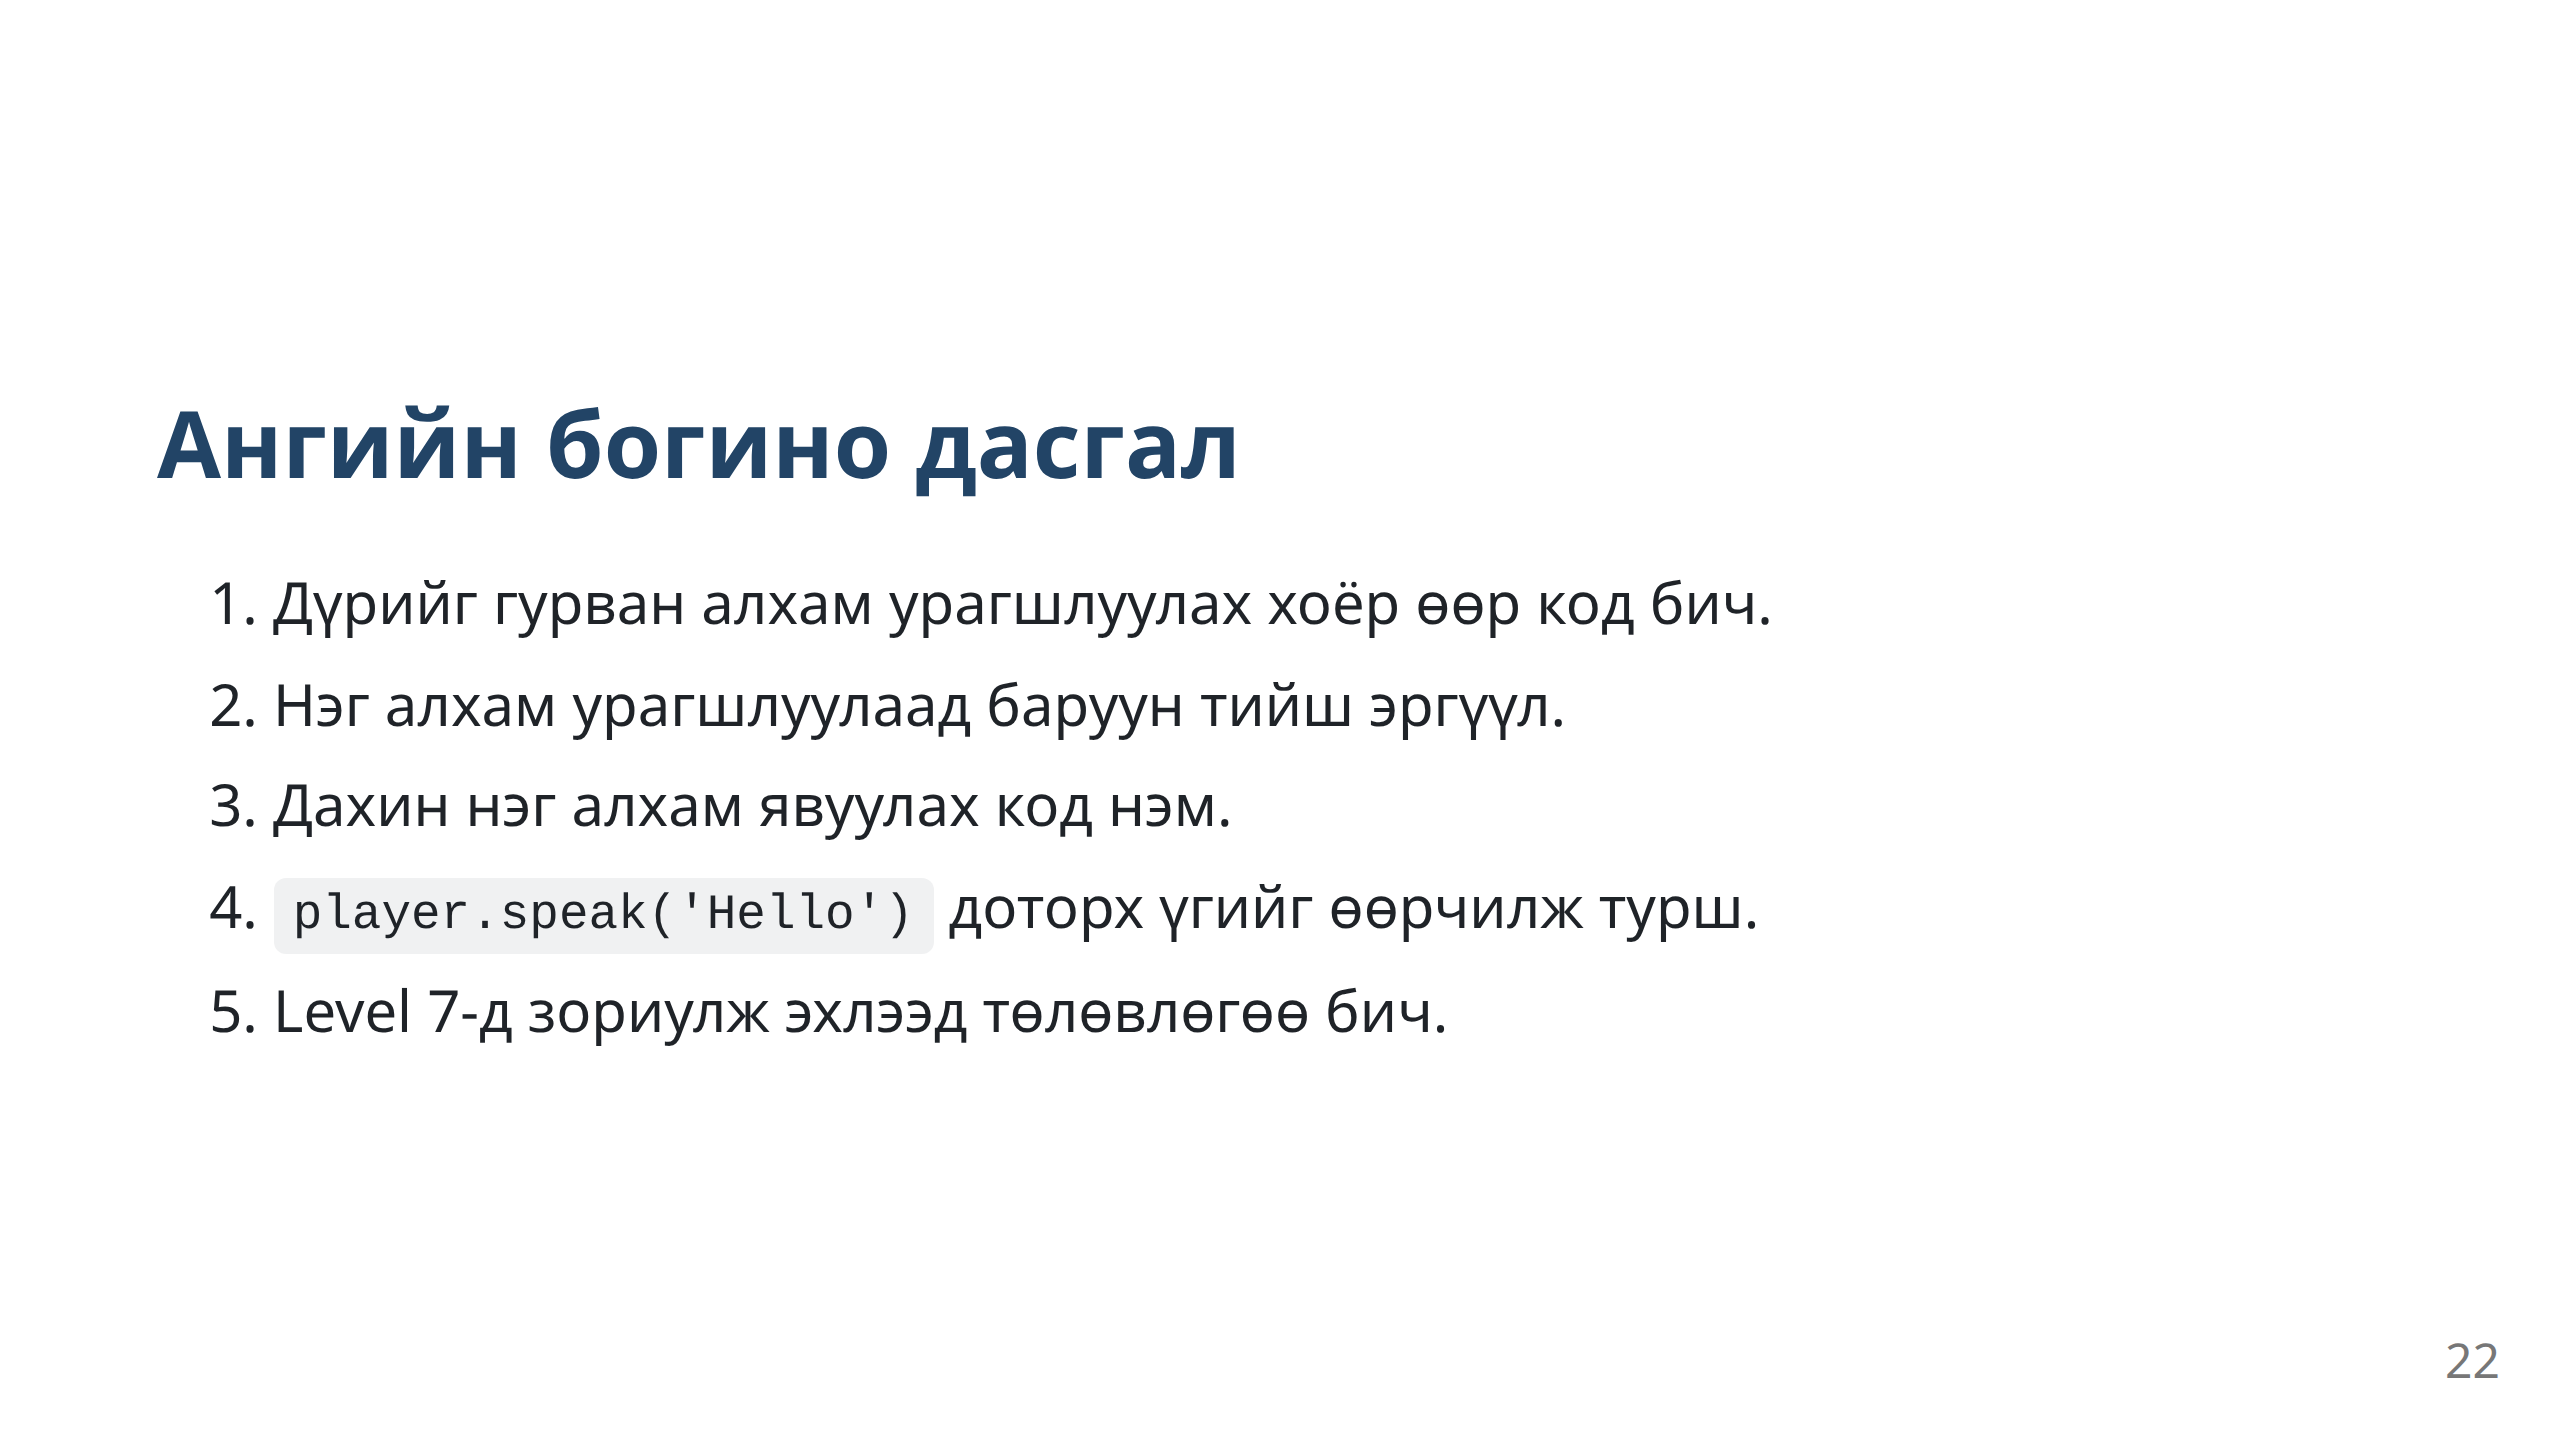 Ангийн богино дасгал
1. Дүрийг гурван алхам урагшлуулах хоёр өөр код бич.
2. Нэг алхам урагшлуулаад баруун тийш эргүүл.
3. Дахин нэг алхам явуулах код нэм.
4. player.speak('Hello') доторх үгийг өөрчилж турш.
5. Level 7-д зориулж эхлээд төлөвлөгөө бич.
22